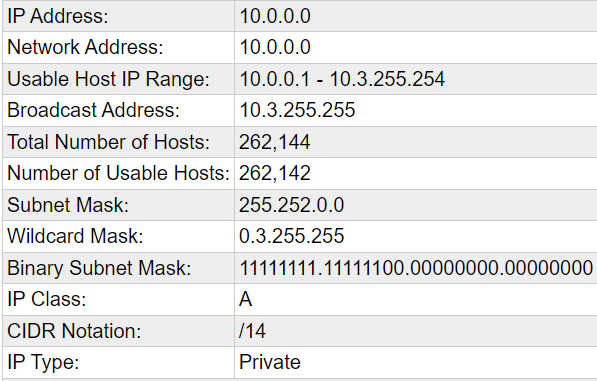 IP Address: 10.0.0.0
Network Address: 10.0.0.0
Usable Host IP Range: 10.0.0.1 - 10.3.255.254
Broadcast Address: 10.3.255.255
Total Number of Hosts: 262,144
Number of Usable Hosts: 262,142
Subnet Mask: 255.252.0.0
Wildcard Mask: 0.3.255.255
Binary Subnet Mask: 11111111.11111100.00000000.00000000
IP Class: A
CIDR Notation: /14
IP Type: Private